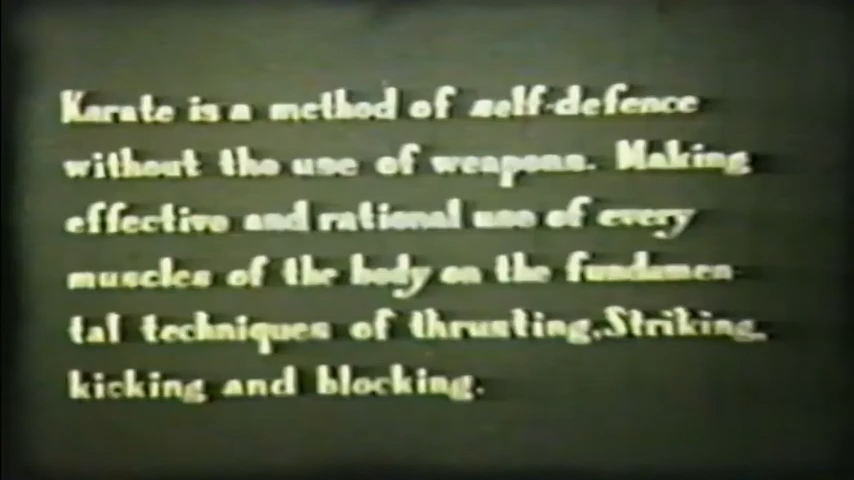 Karate is a method of self-defence
without the use of weapons. Making
effective and rational use of every
muscles of the body on the fundamen
tal techniques of thrusting,Striking,
kicking and blocking.